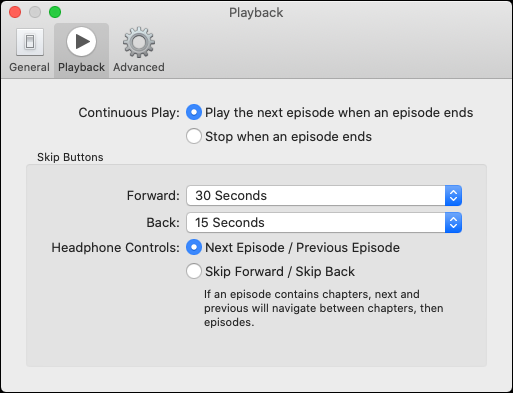 Playback
General
Playback
Advanced
Continuous Play: Play the next episode when an episode ends
Stop when an episode ends
Skip Buttons
Forward: 30 Seconds
Back: 15 Seconds
Headphone Controls: Next Episode / Previous Episode
Skip Forward / Skip Back
If an episode contains chapters, next and
previous will navigate between chapters, then
episodes.